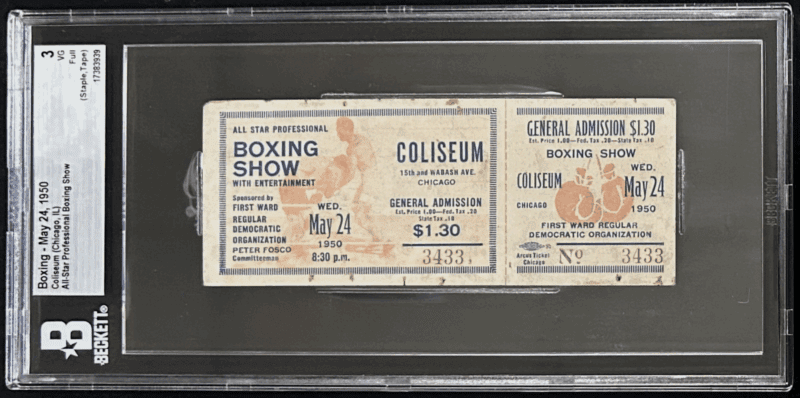 3
VG
Full
(Staple, Tape)
17383939
Boxing - May 24, 1950
Coliseum (Chicago, IL)
All-Star Professional Boxing Show
B
BECKETT
ALL STAR PROFESSIONAL
BOXING
SHOW
WITH ENTERTAINMENT
Sponsored by
FIRST WARD
REGULAR
DEMOCRATIC
ORGANIZATION
PETER FOSCO
Committeeman
WED.
May 24
1950
8:30 p.m.
COLISEUM
15th and WABASH AVE.
CHICAGO
GENERAL ADMISSION
Est. Price 1.00—Fed. Tax .20
State Tax .10
$1.30
3433
GENERAL ADMISSION $1.30
Est. Price 1.00—Fed. Tax .20—State Tax .10
BOXING SHOW
COLISEUM
CHICAGO
WED.
May 24
1950
FIRST WARD REGULAR
DEMOCRATIC ORGANIZATION
Arcus Ticket
Chicago
No 3433